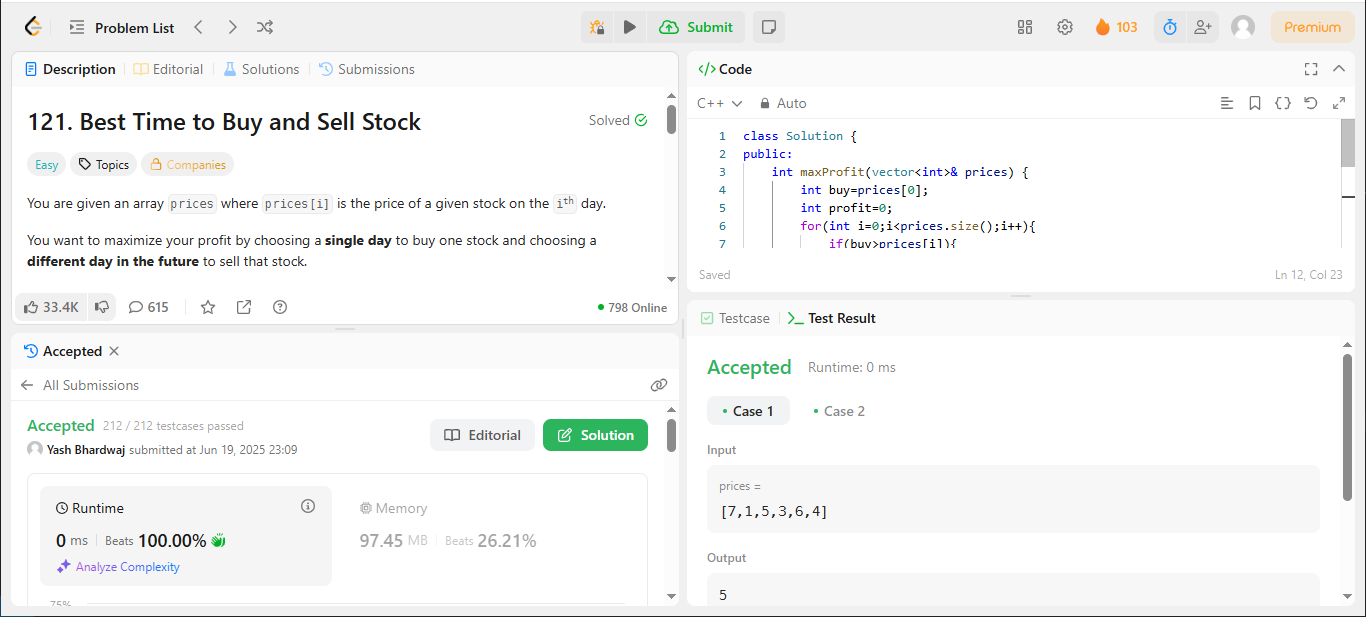 Problem List
Submit
103
Premium
Description
Editorial
Solutions
Submissions
121. Best Time to Buy and Sell Stock
Solved
Easy
Topics
Companies
You are given an array prices where prices[i] is the price of a given stock on the ith day.
You want to maximize your profit by choosing a single day to buy one stock and choosing a
different day in the future to sell that stock.
33.4K
615
798 Online
Accepted
All Submissions
Accepted 212 / 212 testcases passed
Yash Bhardwaj submitted at Jun 19, 2025 23:09
Editorial
Solution
Runtime
0 ms Beats 100.00%
Analyze Complexity
Memory
97.45 MB Beats 26.21%
75%
</> Code
C++
Auto
1 class Solution {
2 public:
3 int maxProfit(vector<int>& prices) {
4 int buy=prices[0];
5 int profit=0;
6 for(int i=0;i<prices.size();i++){
7 if(buy>prices[i]){
Saved
Ln 12, Col 23
Testcase
Test Result
Accepted Runtime: 0 ms
Case 1
Case 2
Input
prices =
[7,1,5,3,6,4]
Output
5